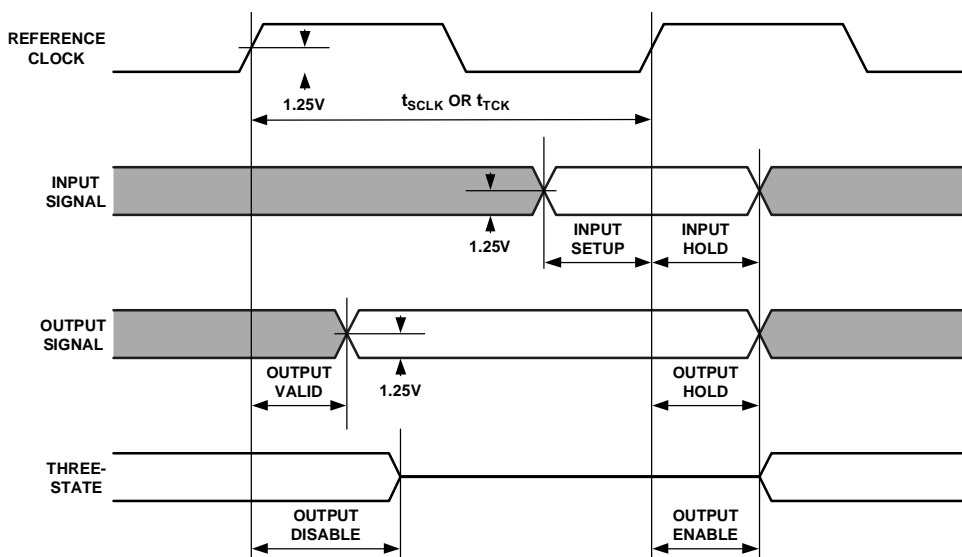 REFERENCE
CLOCK
1.25V
tSCLK OR tTCK
INPUT
SIGNAL
1.25V
INPUT
SETUP
INPUT
HOLD
OUTPUT
SIGNAL
OUTPUT
VALID
1.25V
OUTPUT
HOLD
THREE-
STATE
OUTPUT
DISABLE
OUTPUT
ENABLE